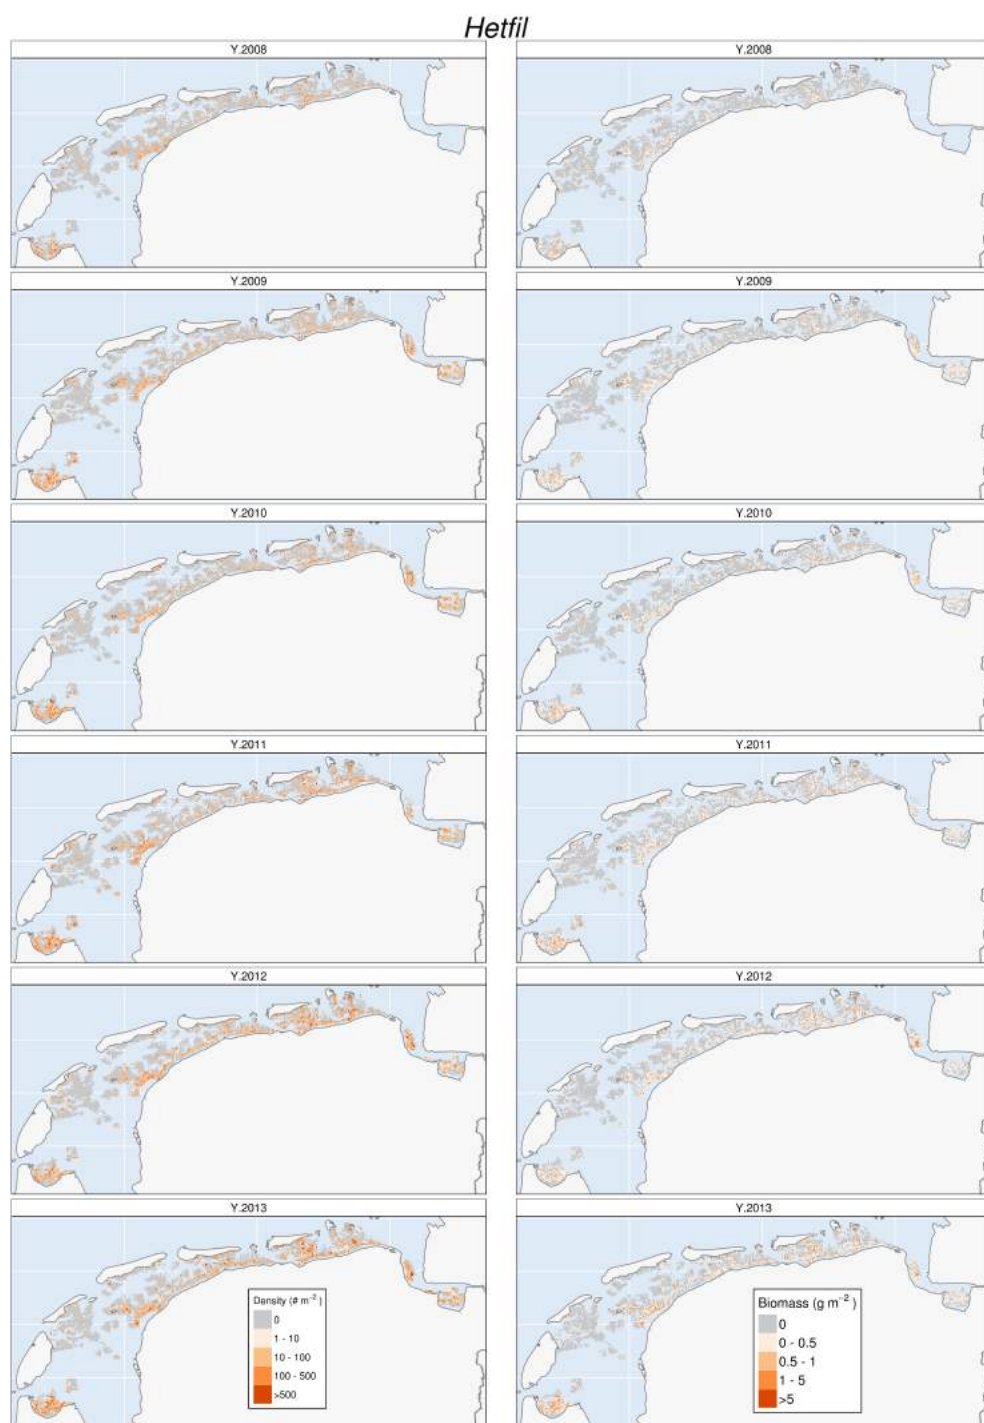 Hetfil
Y.2008
Y.2008
Y.2009
Y.2009
Y.2010
Y.2010
Y.2011
Y.2011
Y.2012
Y.2012
Y.2013
Y.2013
Density (# m⁻²)
0
1 - 10
10 - 100
100 - 500
>500
Biomass (g m⁻²)
0
0 - 0.5
0.5 - 1
1 - 5
>5